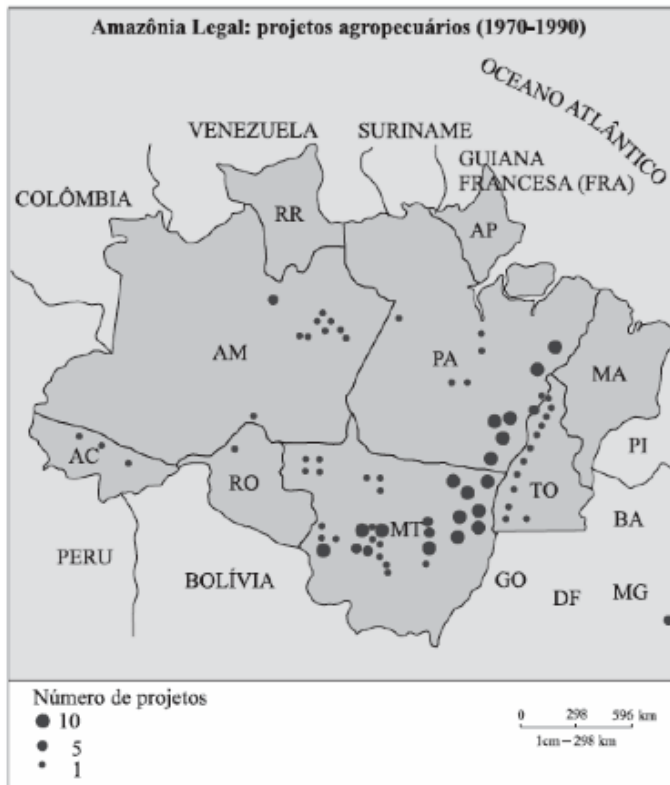 Amazônia Legal: projetos agropecuários (1970-1990)
OCEANO ATLÂNTICO
VENEZUELA
SURINAME
GUIANA
FRANCESA (FRA)
COLÔMBIA
RR
AP
AM
PA
MA
PI
AC
RO
MT
TO
BA
PERU
BOLÍVIA
GO
DF
MG
Número de projetos
10
5
1
0 298 596 km
1cm – 298 km